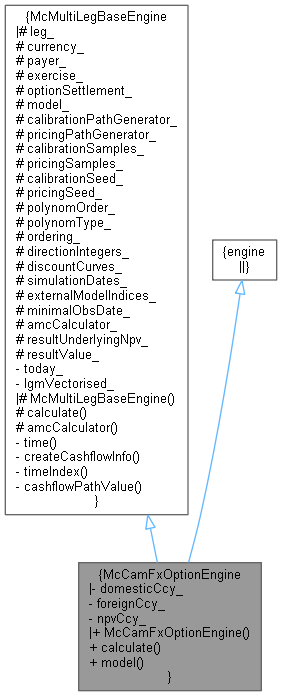 {McMultiLegBaseEngine
|# leg_
# currency_
# payer_
# exercise_
# optionSettlement_
# model_
# calibrationPathGenerator_
# pricingPathGenerator_
# calibrationSamples_
# pricingSamples_
# calibrationSeed_
# pricingSeed_
# polynomOrder_
# polynomType_
# ordering_
# directionIntegers_
# discountCurves_
# simulationDates_
# externalModelIndices_
# minimalObsDate_
# amcCalculator_
# resultUnderlyingNpv_
# resultValue_
- today_
- lgmVectorised_
|# McMultiLegBaseEngine()
# calculate()
# amcCalculator()
- time()
- createCashflowInfo()
- timeIndex()
- cashflowPathValue()
}
{engine
||}
{McCamFxOptionEngine
|- domesticCcy_
- foreignCcy_
- npvCcy_
|+ McCamFxOptionEngine()
+ calculate()
+ model()
}